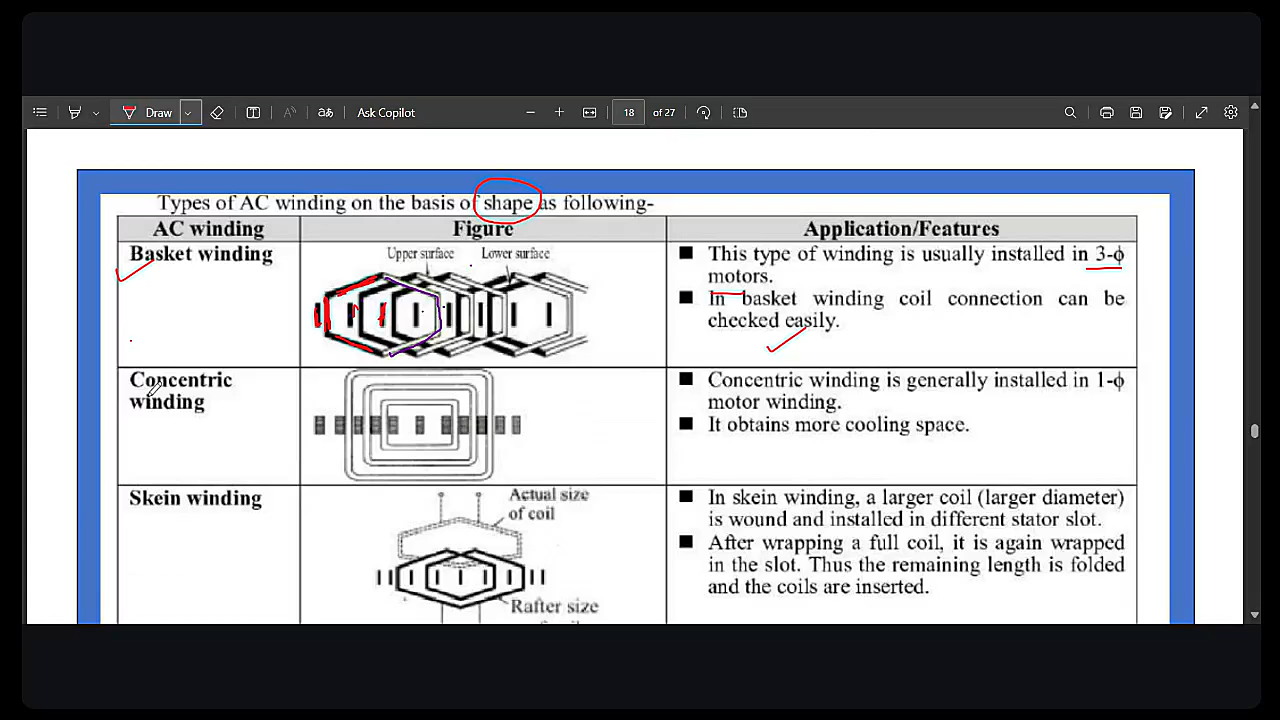 Draw
Ask Copilot
18 of 27
Types of AC winding on the basis of shape as following-
AC winding
Figure
Application/Features
Basket winding
Upper surface
Lower surface
This type of winding is usually installed in 3-ϕ
motors.
In basket winding coil connection can be
checked easily.
Concentric
winding
Concentric winding is generally installed in 1-ϕ
motor winding.
It obtains more cooling space.
Skein winding
Actual size
of coil
Rafter size
In skein winding, a larger coil (larger diameter)
is wound and installed in different stator slot.
After wrapping a full coil, it is again wrapped
in the slot. Thus the remaining length is folded
and the coils are inserted.